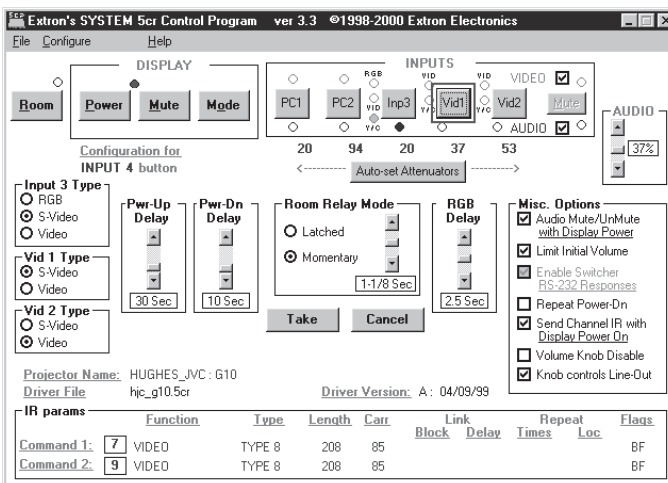 SCP Extron's SYSTEM 5cr Control Program ver 3.3 ©1998-2000 Extron Electronics
File Configure Help
DISPLAY
Room Power Mute Mode
INPUTS
RGB VID VID VIDEO
PC1 PC2 VID Inp3 Vid1 Vid2 Mute
Y/C Y/C Y/C AUDIO
20 94 20 37 53
<---------- Auto-set Attenuators ---------->
AUDIO
37%
Configuration for
INPUT 4 button
Input 3 Type
RGB
S-Video
Video
Vid 1 Type
S-Video
Video
Vid 2 Type
S-Video
Video
Pwr-Up
Delay
30 Sec
Pwr-Dn
Delay
10 Sec
Room Relay Mode
Latched
Momentary
1-1/8 Sec
RGB
Delay
2.5 Sec
Take Cancel
Misc. Options
Audio Mute/UnMute
with Display Power
Limit Initial Volume
Enable Switcher
RS-232 Responses
Repeat Power-Dn
Send Channel IR with
Display Power On
Volume Knob Disable
Knob controls Line-Out
Projector Name: HUGHES_JVC : G10
Driver File hjc_g10.5cr Driver Version: A : 04/09/99
IR params
Function Type Length Carr Link Block Delay Repeat Times Loc Flags
Command 1: 7 VIDEO TYPE 8 208 85 BF
Command 2: 9 VIDEO TYPE 8 208 85 BF